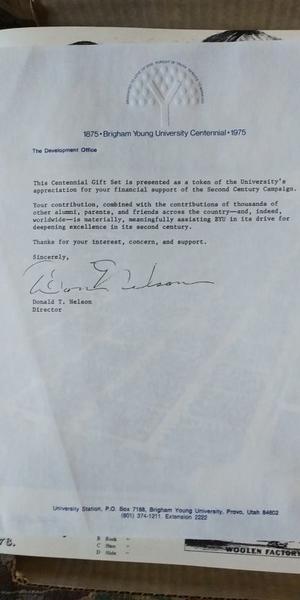 1875 • Brigham Young University Centennial • 1975
The Development Office
This Centennial Gift Set is presented as a token of the University's
appreciation for your financial support of the Second Century Campaign.
Your contribution, combined with the contributions of thousands of
other alumni, parents, and friends across the country—and, indeed,
worldwide—is materially, meaningfully assisting BYU in its drive for
deepening excellence in its second century.
Thanks for your interest, concern, and support.
Sincerely,
Don T Nelson
Donald T. Nelson
Director
University Station, P.O. Box 7188, Brigham Young University, Provo, Utah 84602
(801) 374-1211. Extension 2222
78.
B Rock
C
D
WOOLEN FACTORY